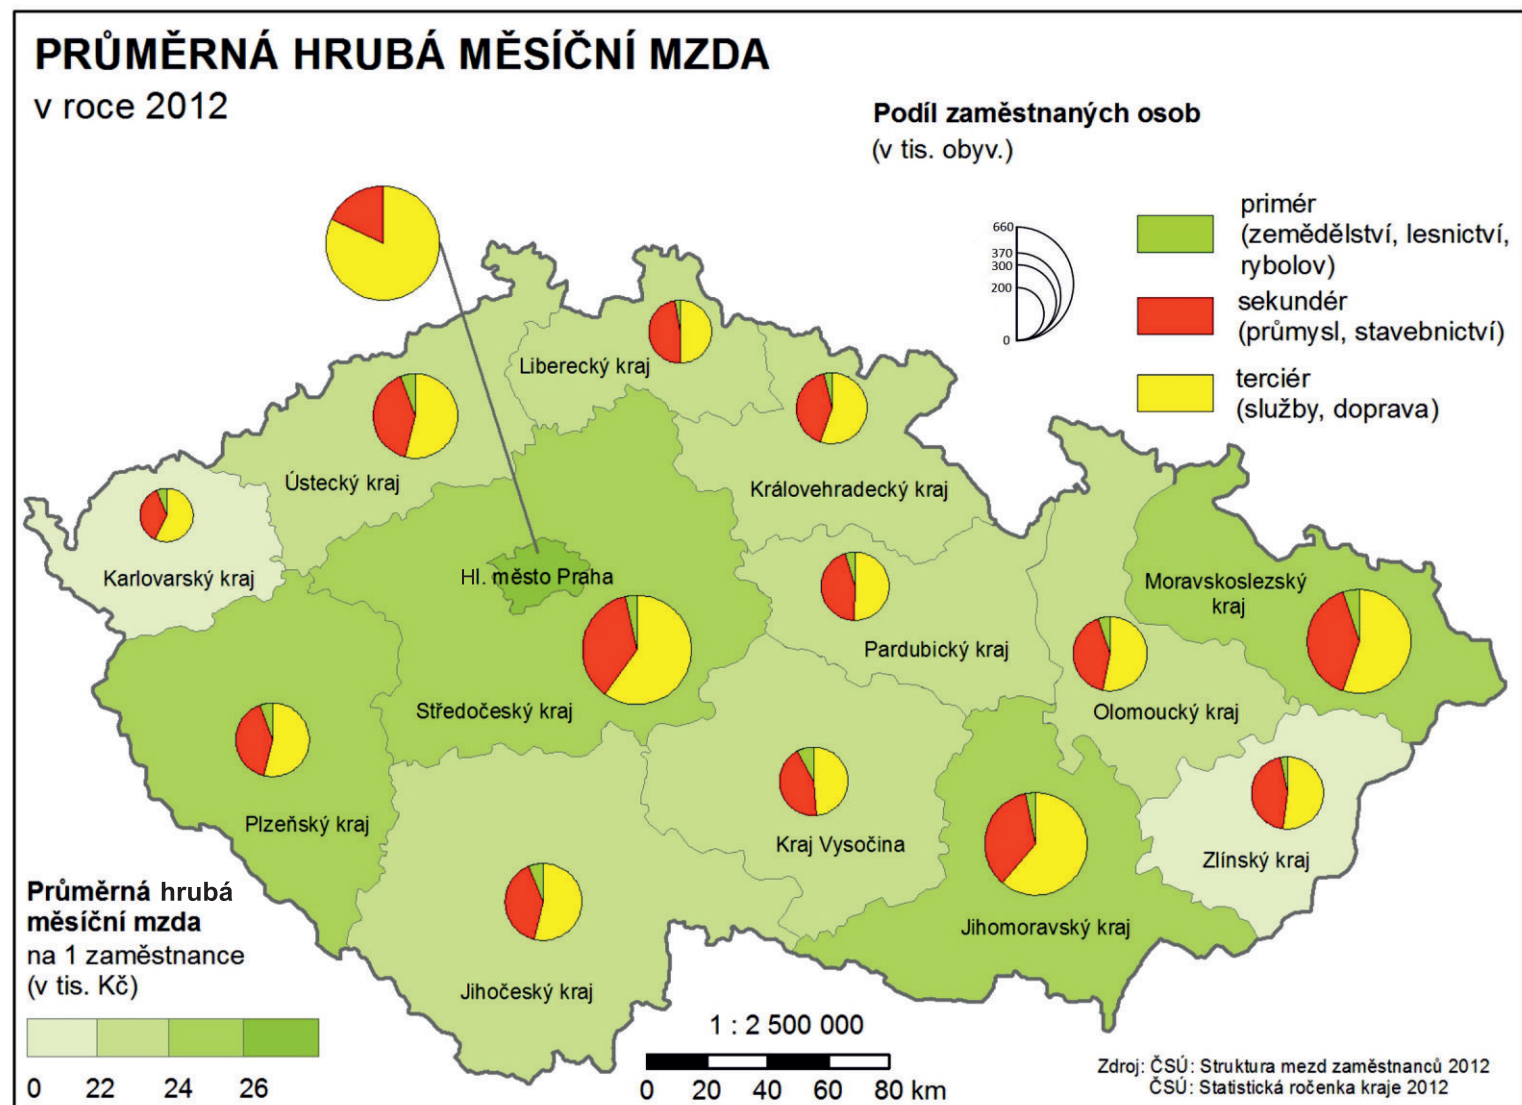 PRŮMĚRNÁ HRUBÁ MĚSÍČNÍ MZDA
v roce 2012
Podíl zaměstnaných osob
(v tis. obyv.)
660
370
300
200
0
primér
(zemědělství, lesnictví,
rybolov)
sekundér
(průmysl, stavebnictví)
terciér
(služby, doprava)
Liberecký kraj
Ústecký kraj
Královehradecký kraj
Karlovarský kraj
Hl. město Praha
Moravskoslezský
kraj
Pardubický kraj
Středočeský kraj
Olomoucký kraj
Plzeňský kraj
Kraj Vysočina
Zlínský kraj
Jihomoravský kraj
Jihočeský kraj
Průměrná hrubá
měsíční mzda
na 1 zaměstnance
(v tis. Kč)
0 22 24 26
1 : 2 500 000
0 20 40 60 80 km
Zdroj: ČSÚ: Struktura mezd zaměstnanců 2012
ČSÚ: Statistická ročenka kraje 2012